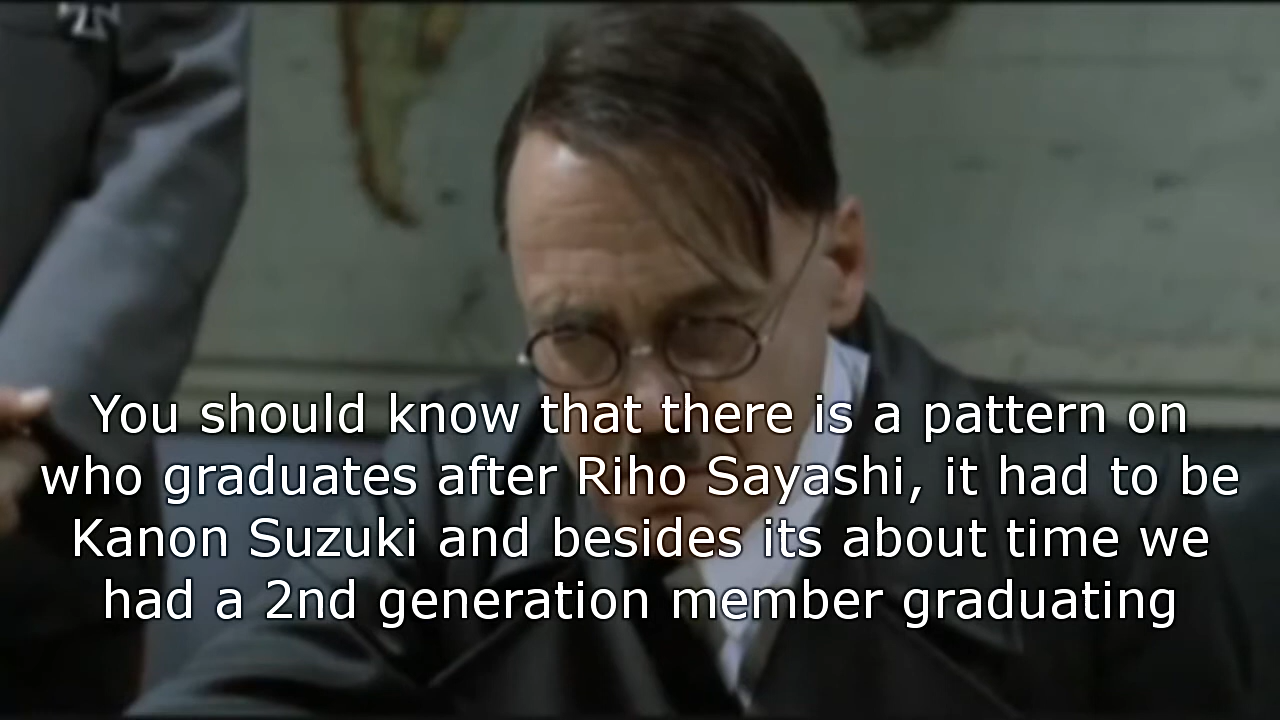 You should know that there is a pattern on
who graduates after Riho Sayashi, it had to be
Kanon Suzuki and besides its about time we
had a 2nd generation member graduating